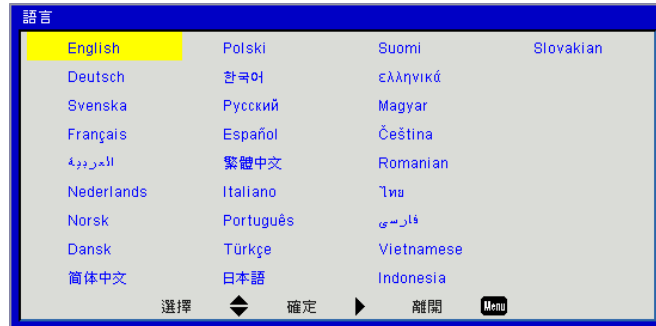 語言
English Polski Suomi Slovakian
Deutsch 한국어 ελληνικά
Svenska Русский Magyar
Français Español Čeština
العربية 繁體中文 Romanian
Nederlands Italiano ไทย
Norsk Português فارسی
Dansk Türkçe Vietnamese
简体中文 日本語 Indonesia
選擇 確定 離開 Menu